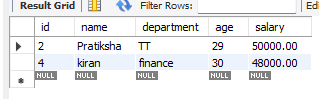 Result Grid Filter Rows: Edi
id name department age salary
2 Pratiksha TT 29 50000.00
4 kiran finance 30 48000.00
NULL NULL NULL NULL NULL